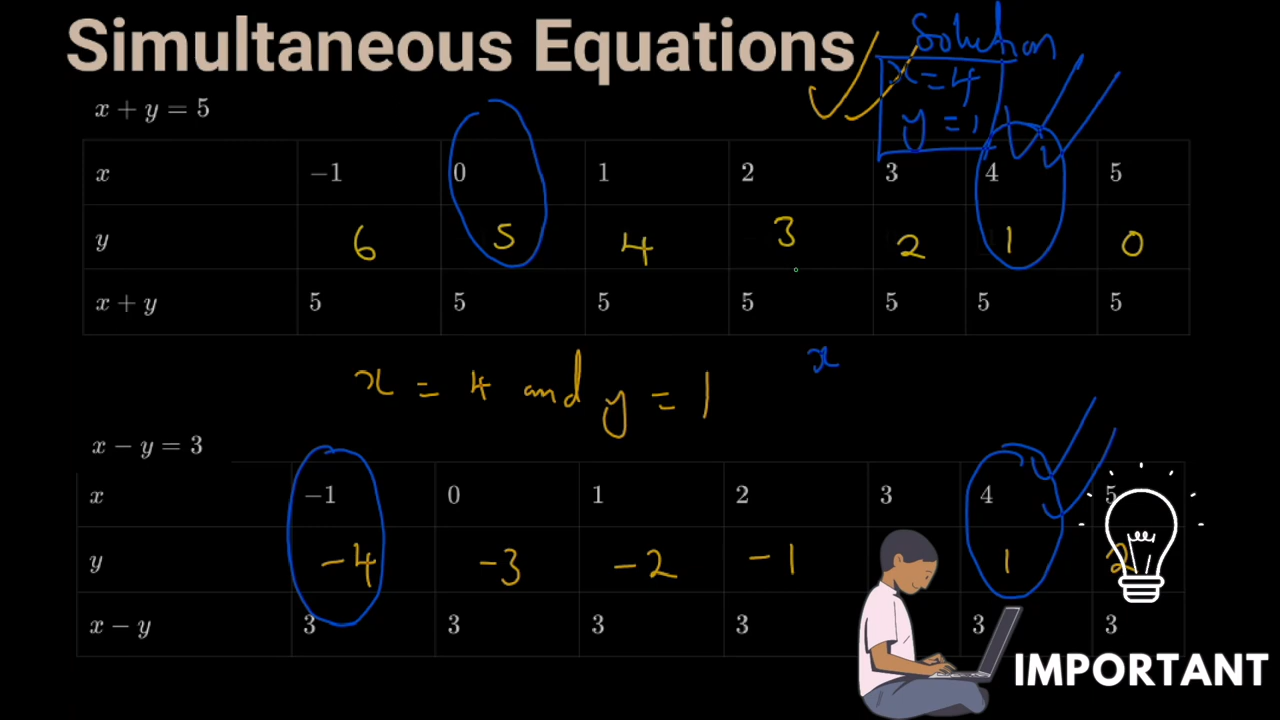 Simultaneous Equations
Solution
x = 4
y = 1
x + y = 5
x −1 0 1 2 3 4 5
y 6 5 4 3 2 1 0
x + y 5 5 5 5 5 5 5
x
x = 4 and y = 1
x − y = 3
x −1 0 1 2 3 4 5
y −4 −3 −2 −1 1 2
x − y 3 3 3 3 3 3
IMPORTANT